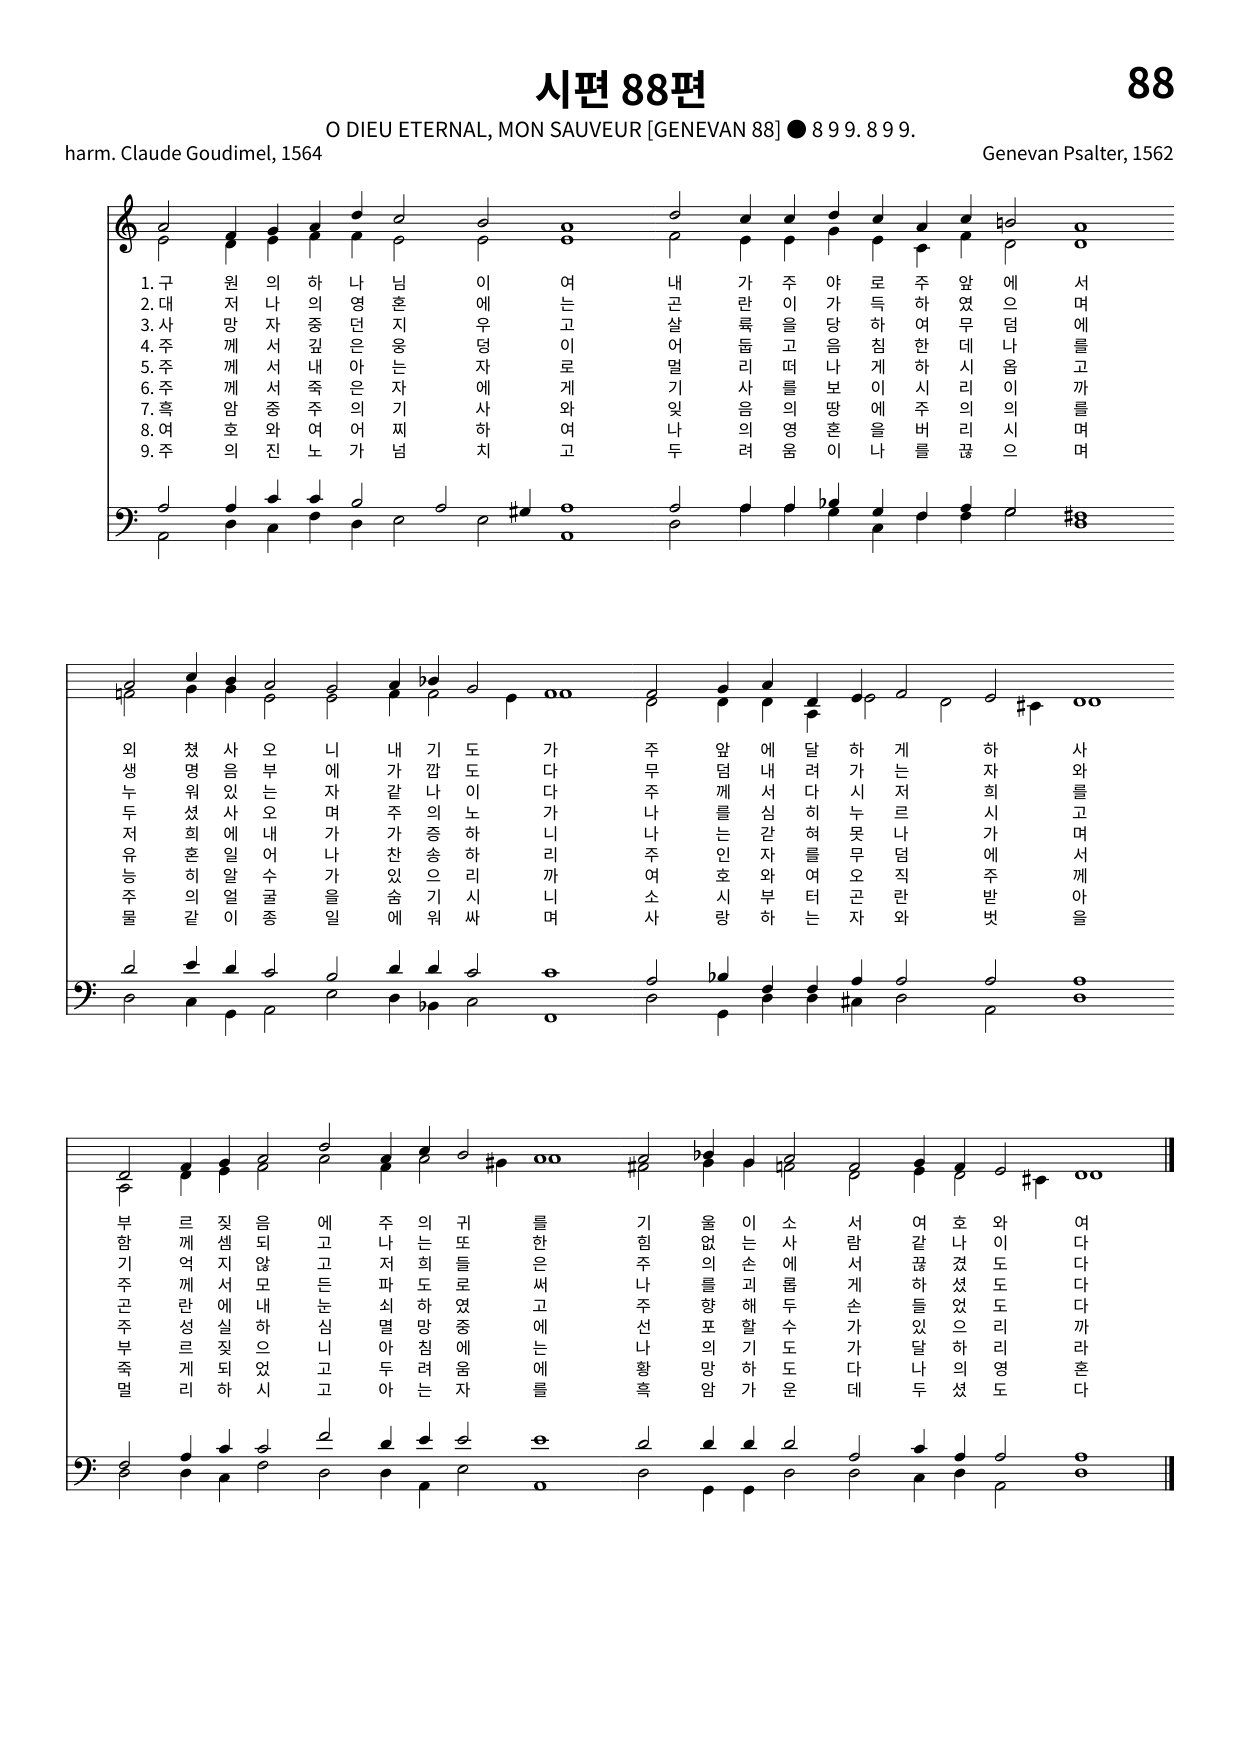 시편 88편
88
O DIEU ETERNAL, MON SAUVEUR [GENEVAN 88] ● 8 9 9. 8 9 9.
harm. Claude Goudimel, 1564
Genevan Psalter, 1562
1. 구 원 의 하 나 님 이 여 내 가 주 야 로 주 앞 에 서
2. 대 저 나 의 영 혼 에 는 곤 란 이 가 득 하 였 으 며
3. 사 망 자 중 던 지 우 고 살 륙 을 당 하 여 무 덤 에
4. 주 께 서 깊 은 웅 덩 이 어 둡 고 음 침 한 데 나 를
5. 주 께 서 내 아 는 자 로 멀 리 떠 나 게 하 시 옵 고
6. 주 께 서 죽 은 자 에 게 기 사 를 보 이 시 리 이 까
7. 흑 암 중 주 의 기 사 와 잊 음 의 땅 에 주 의 의 를
8. 여 호 와 여 어 찌 하 여 나 의 영 혼 을 버 리 시 며
9. 주 의 진 노 가 넘 치 고 두 려 움 이 나 를 끊 으 며
외 쳤 사 오 니 내 기 도 가 주 앞 에 달 하 게 하 사
생 명 음 부 에 가 깝 도 다 무 덤 내 려 가 는 자 와
누 워 있 는 자 같 나 이 다 주 께 서 다 시 저 희 를
두 셨 사 오 며 주 의 노 가 나 를 심 히 누 르 시 고
저 희 에 내 가 가 증 하 니 나 는 갇 혀 못 나 가 며
유 혼 일 어 나 찬 송 하 리 주 인 자 를 무 덤 에 서
능 히 알 수 가 있 으 리 까 여 호 와 여 오 직 주 께
주 의 얼 굴 을 숨 기 시 니 소 시 부 터 곤 란 받 아
물 같 이 종 일 에 워 싸 며 사 랑 하 는 자 와 벗 을
부 르 짖 음 에 주 의 귀 를 기 울 이 소 서 여 호 와 여
함 께 셈 되 고 나 는 또 한 힘 없 는 사 람 같 나 이 다
기 억 지 않 고 저 희 들 은 주 의 손 에 서 끊 겼 도 다
주 께 서 모 든 파 도 로 써 나 를 괴 롭 게 하 셨 도 다
곤 란 에 내 눈 쇠 하 였 고 주 향 해 두 손 들 었 도 다
주 성 실 하 심 멸 망 중 에 선 포 할 수 가 있 으 리 까
부 르 짖 으 니 아 침 에 는 나 의 기 도 가 달 하 리 라
죽 게 되 었 고 두 려 움 에 황 망 하 도 다 나 의 영 혼
멀 리 하 시 고 아 는 자 를 흑 암 가 운 데 두 셨 도 다